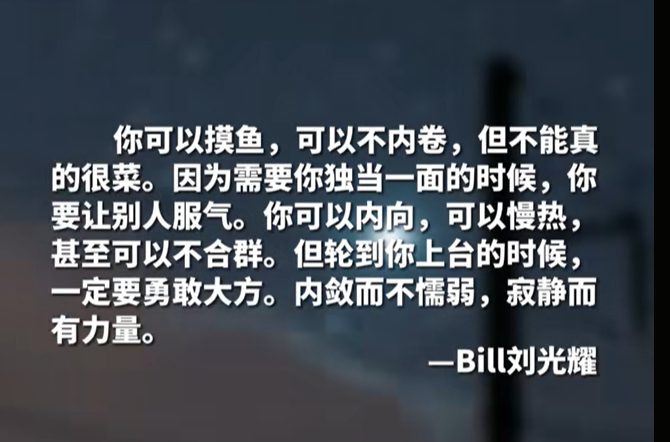 你可以摸鱼，可以不内卷，但不能真
的很菜。因为需要你独当一面的时候，你
要让别人服气。你可以内向，可以慢热，
甚至可以不合群。但轮到你上台的时候，
一定要勇敢大方。内敛而不懦弱，寂静而
有力量。
—Bill刘光耀